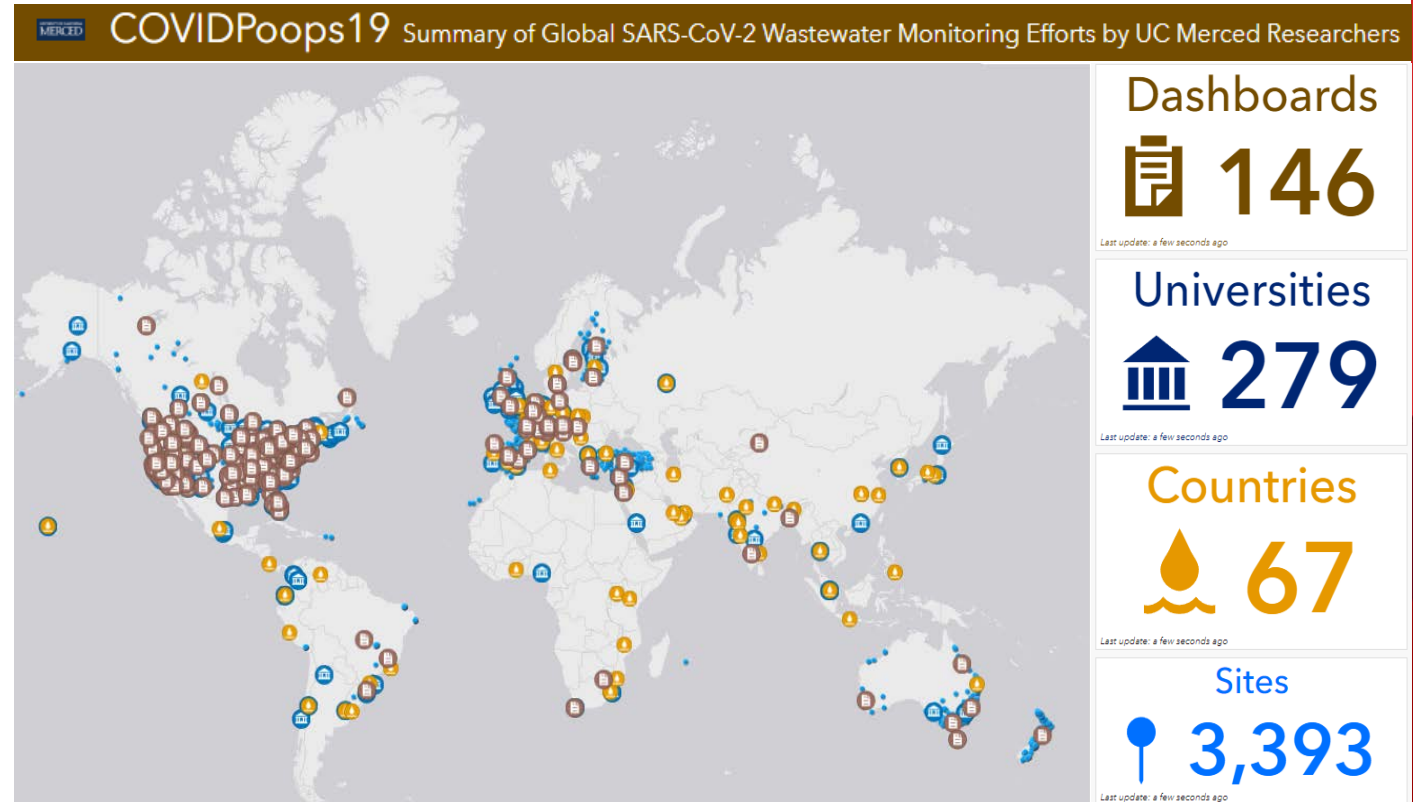 MERCED COVIDPoops19 Summary of Global SARS-CoV-2 Wastewater Monitoring Efforts by UC Merced Researchers
Dashboards
146
Last update: a few seconds ago
Universities
279
Last update: a few seconds ago
Countries
67
Last update: a few seconds ago
Sites
3,393
Last update: a few seconds ago